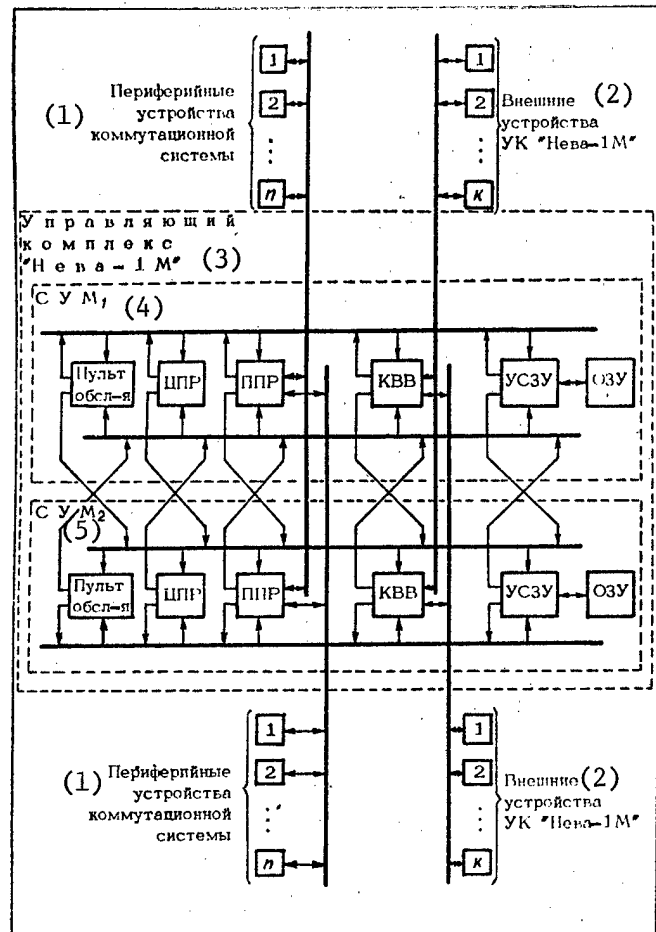 1
2
⋮
n
(1)
Периферийные
устройства
коммутационной
системы
1
2
⋮
к
Внешние (2)
устройства
УК "Нева-1М"
Управляющий
комплекс
"Нева-1М" (3)
СУМ₁ (4)
Пульт
обсл-я
ЦПР
ППР
КВВ
УСЗУ
ОЗУ
СУМ₂
(5)
Пульт
обсл-я
ЦПР
ППР
КВВ
УСЗУ
ОЗУ
1
2
⋮
n
(1) Периферийные
устройства
коммутационной
системы
1
2
⋮
к
Внешние (2)
устройства
УК "Нева-1М"